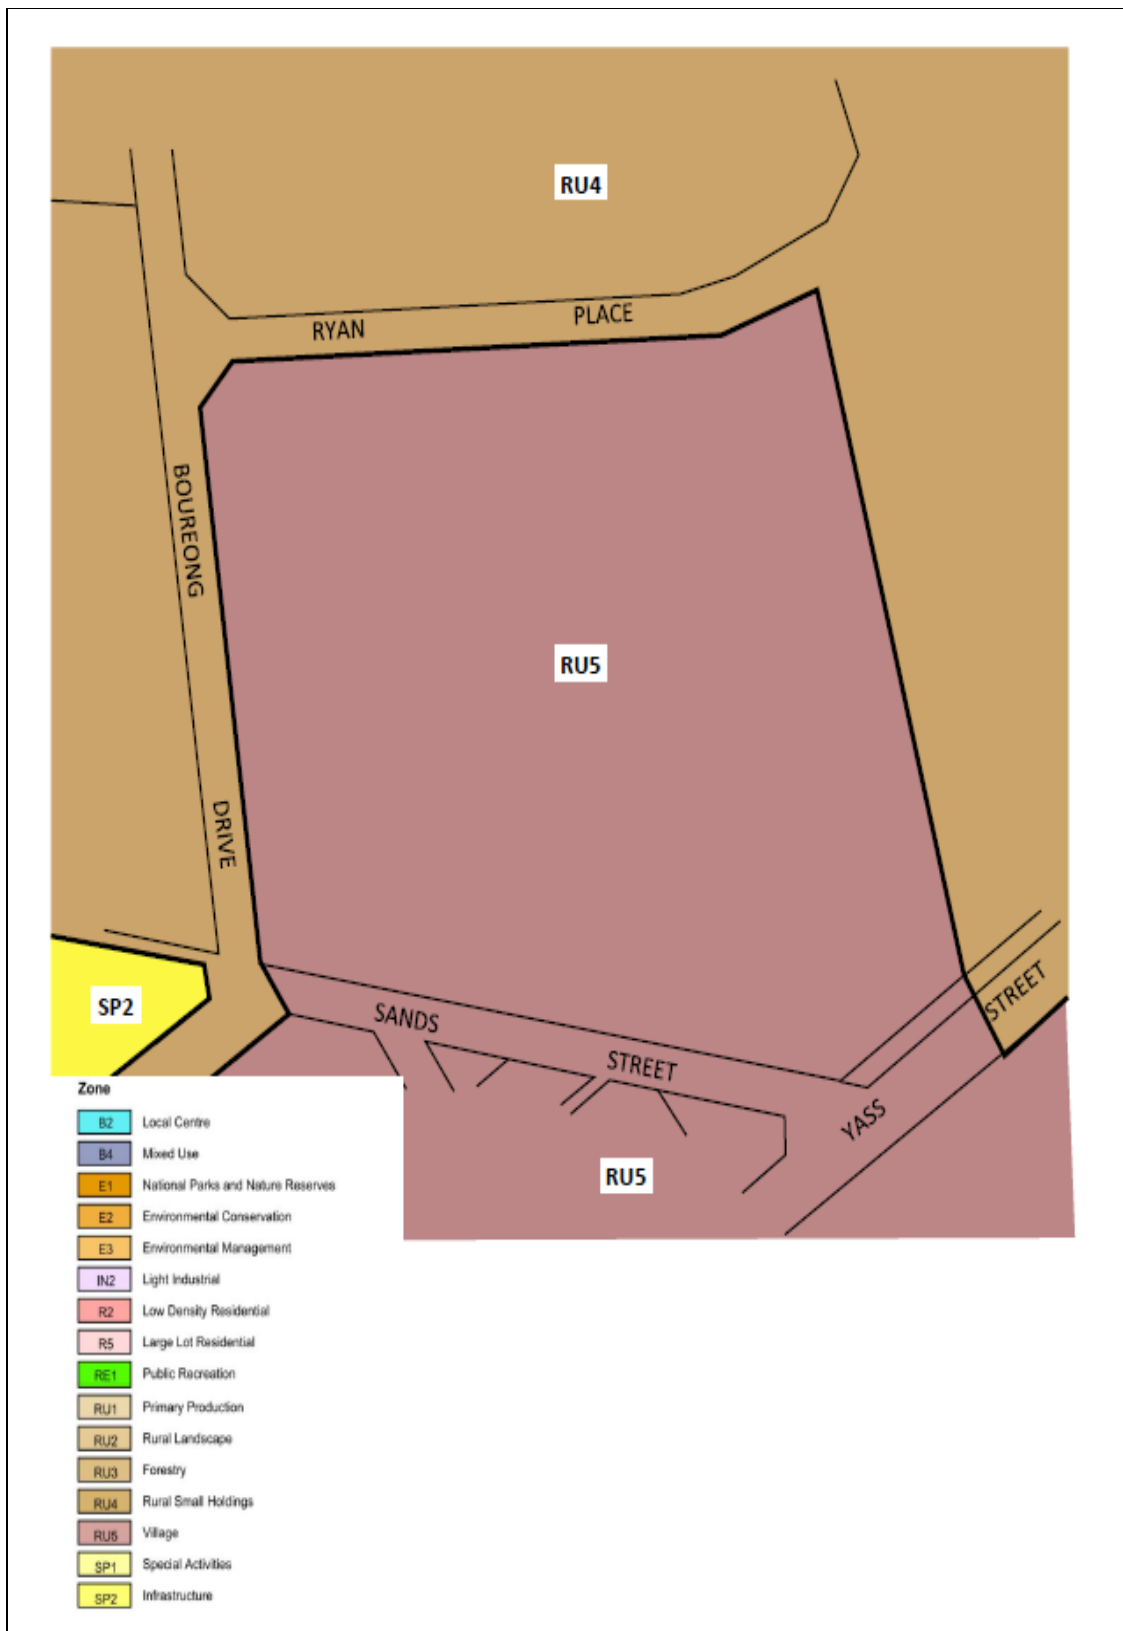 RU4
RYAN PLACE
BOUREONG
RU5
DRIVE
SP2
SANDS
STREET
STREET
YASS
RU5
Zone
B2 Local Centre
B4 Mixed Use
E1 National Parks and Nature Reserves
E2 Environmental Conservation
E3 Environmental Management
IN2 Light Industrial
R2 Low Density Residential
R5 Large Lot Residential
RE1 Public Recreation
RU1 Primary Production
RU2 Rural Landscape
RU3 Forestry
RU4 Rural Small Holdings
RU5 Village
SP1 Special Activities
SP2 Infrastructure